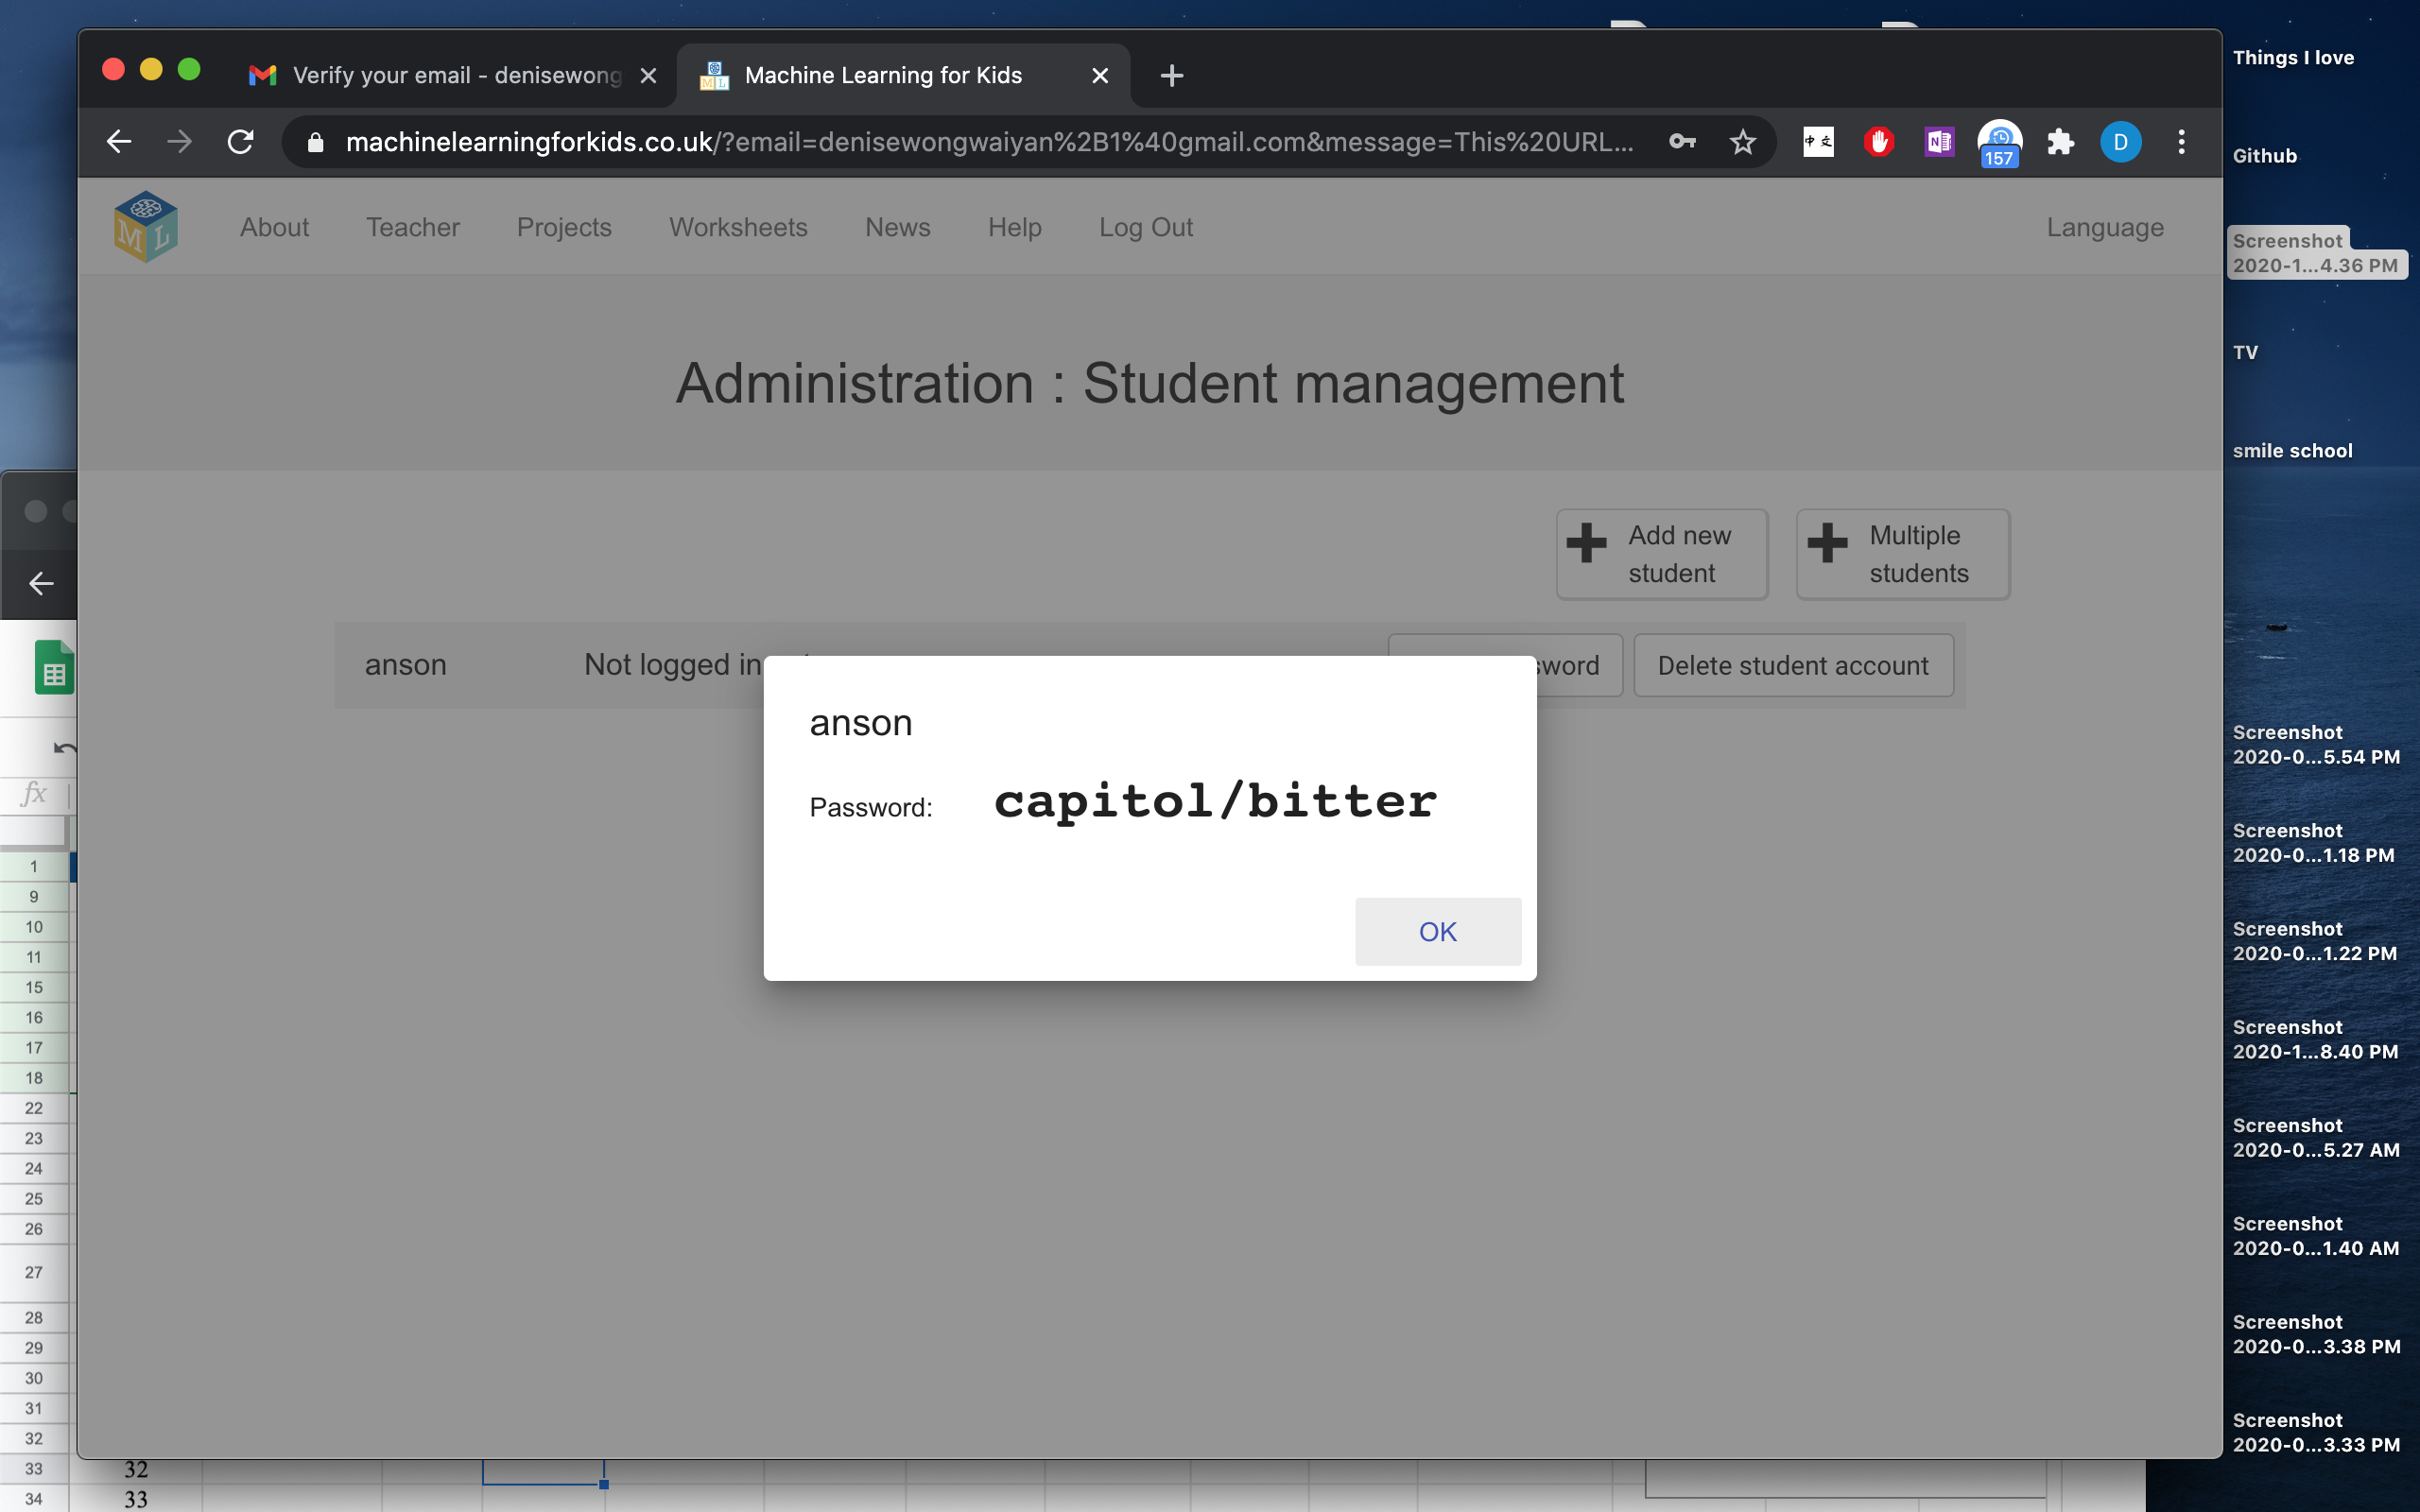 Verify your email - denisewong
Machine Learning for Kids
machinelearningforkids.co.uk/?email=denisewongwaiyan%2B1%40gmail.com&message=This%20URL...
157
D
About Teacher Projects Worksheets News Help Log Out Language
M L
Administration : Student management
Add new
student
Multiple
students
anson Not logged in sword Delete student account
anson
Password: capitol/bitter
OK
fx
1
9
10
11
15
16
17
18
22
23
24
25
26
27
28
29
30
31
32
33 32
34 33
Things I love
Github
Screenshot
2020-1...4.36 PM
TV
smile school
Screenshot
2020-0...5.54 PM
Screenshot
2020-0...1.18 PM
Screenshot
2020-0...1.22 PM
Screenshot
2020-1...8.40 PM
Screenshot
2020-0...5.27 AM
Screenshot
2020-0...1.40 AM
Screenshot
2020-0...3.38 PM
Screenshot
2020-0...3.33 PM